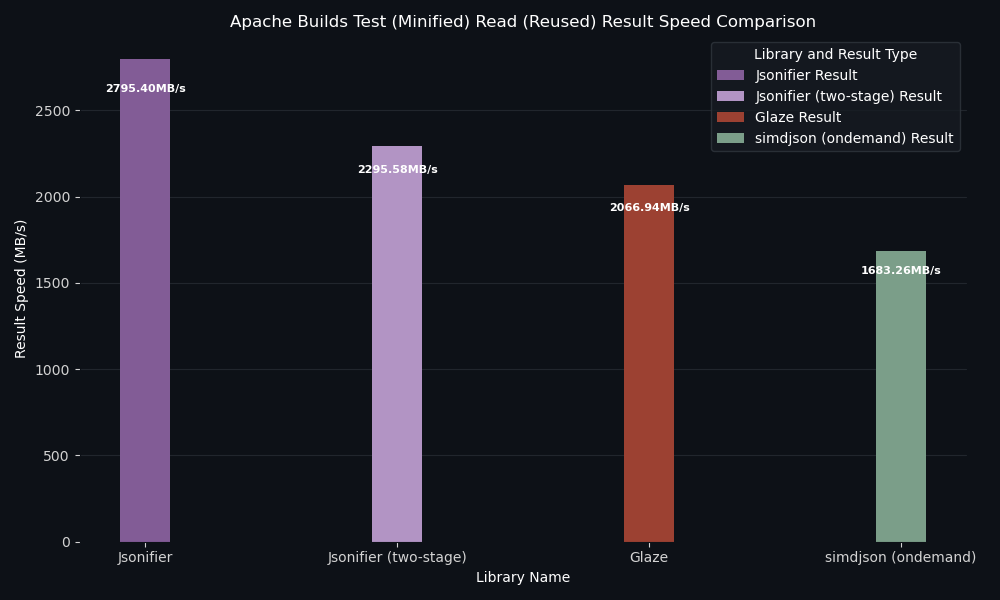 Apache Builds Test (Minified) Read (Reused) Result Speed Comparison
Library and Result Type
Jsonifier Result
Jsonifier (two-stage) Result
Glaze Result
simdjson (ondemand) Result
2795.40MB/s
2295.58MB/s
2066.94MB/s
1683.26MB/s
Result Speed (MB/s)
2500
2000
1500
1000
500
0
Jsonifier
Jsonifier (two-stage)
Glaze
simdjson (ondemand)
Library Name